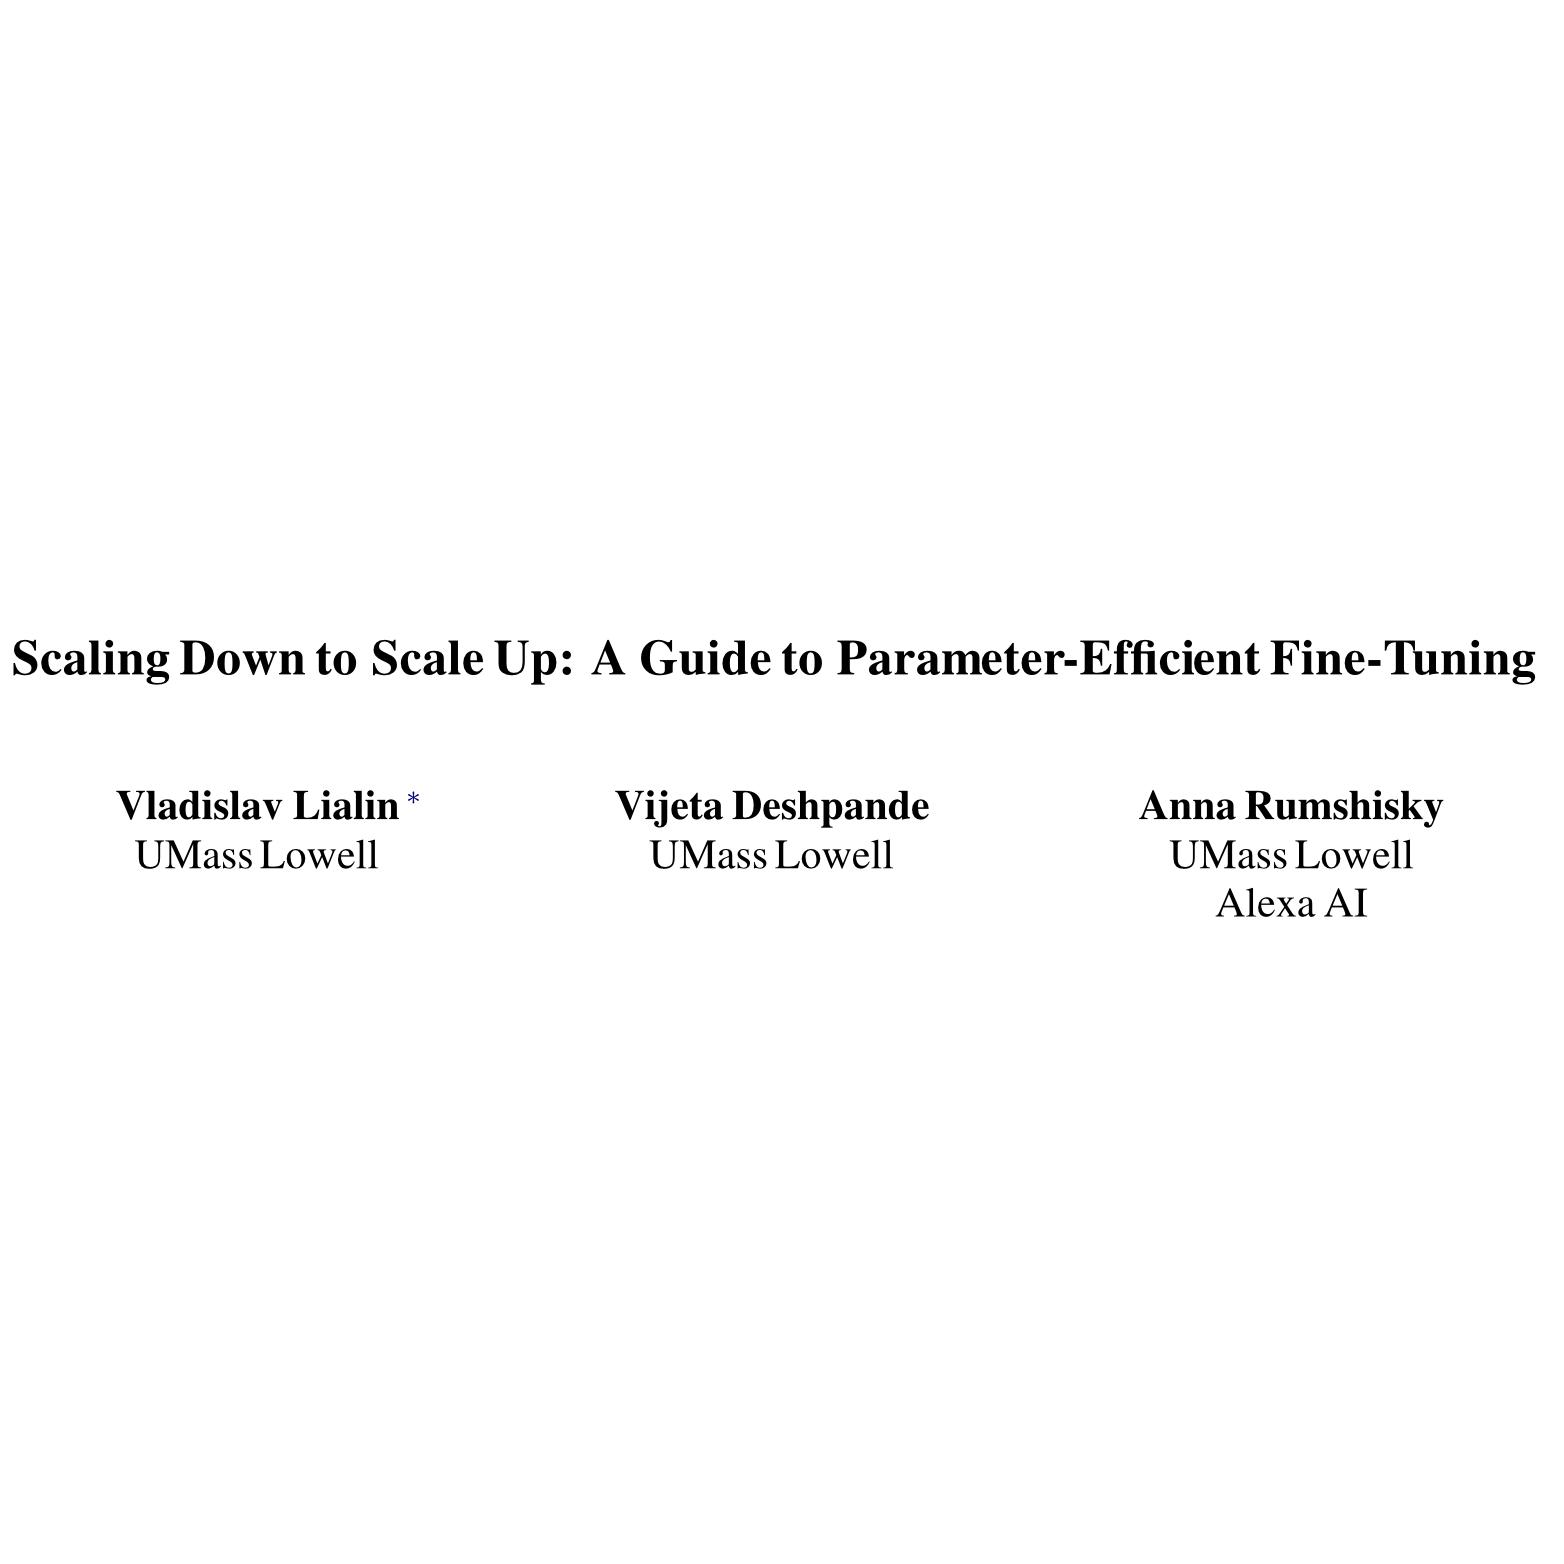 Scaling Down to Scale Up: A Guide to Parameter-Efficient Fine-Tuning
Vladislav Lialin *
UMass Lowell
Vijeta Deshpande
UMass Lowell
Anna Rumshisky
UMass Lowell
Alexa AI